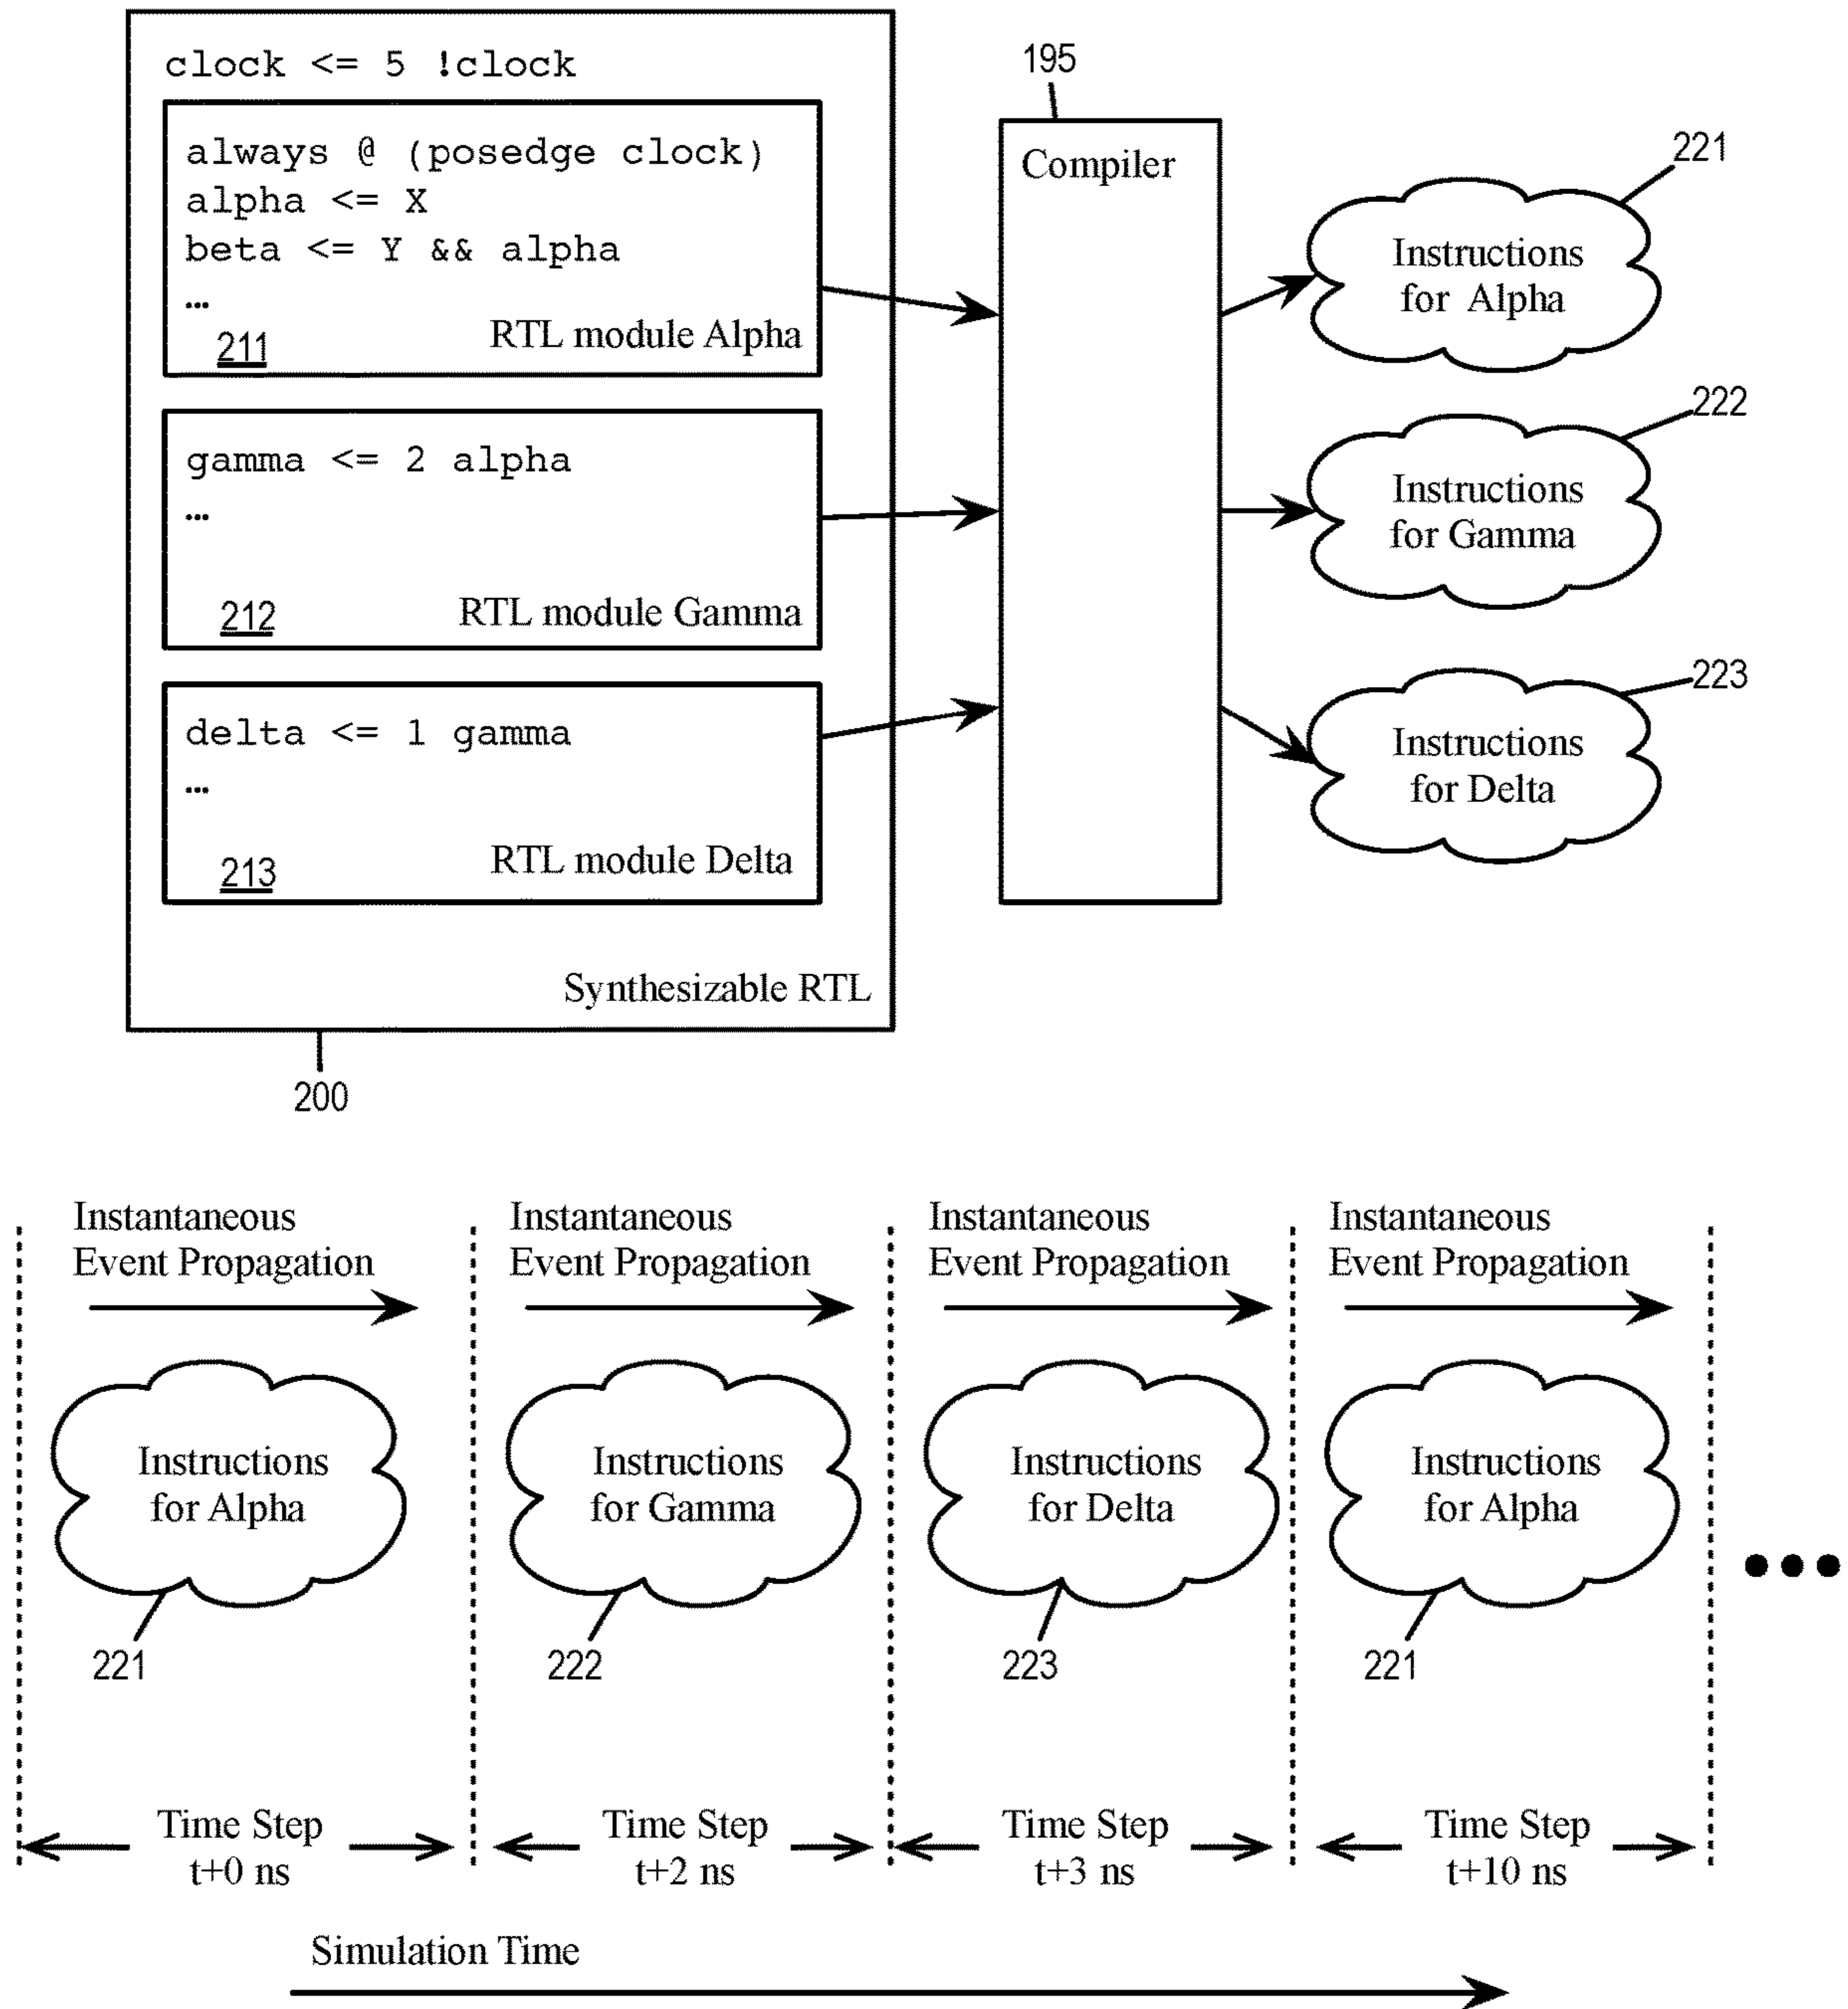 clock <= 5 !clock
always @ (posedge clock)
alpha <= X
beta <= Y && alpha
...
211
RTL module Alpha
gamma <= 2 alpha
...
212
RTL module Gamma
delta <= 1 gamma
...
213
RTL module Delta
Synthesizable RTL
200
195
Compiler
221
Instructions
for Alpha
222
Instructions
for Gamma
223
Instructions
for Delta
Instantaneous
Event Propagation
Instantaneous
Event Propagation
Instantaneous
Event Propagation
Instantaneous
Event Propagation
Instructions
for Alpha
Instructions
for Gamma
Instructions
for Delta
Instructions
for Alpha
221
222
223
221
Time Step
t+0 ns
Time Step
t+2 ns
Time Step
t+3 ns
Time Step
t+10 ns
Simulation Time